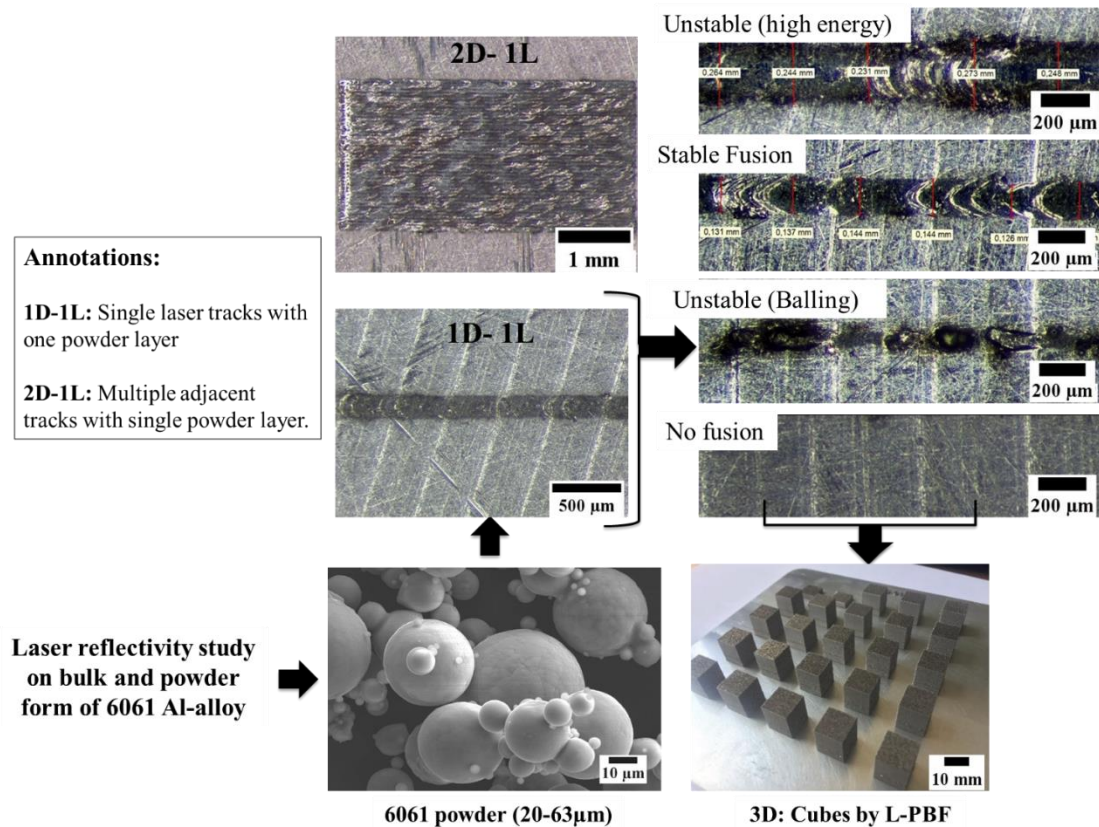 2D- 1L
1 mm
Unstable (high energy)
0,264 mm
0,244 mm
0,231 mm
0,273 mm
0,248 mm
200 µm
Stable Fusion
0,131 mm
0,137 mm
0,144 mm
0,144 mm
0,126 mm
200 µm
Annotations:
1D-1L: Single laser tracks with
one powder layer
2D-1L: Multiple adjacent
tracks with single powder layer.
1D- 1L
500 µm
Unstable (Balling)
200 µm
No fusion
200 µm
Laser reflectivity study
on bulk and powder
form of 6061 Al-alloy
10 µm
6061 powder (20-63µm)
10 mm
3D: Cubes by L-PBF